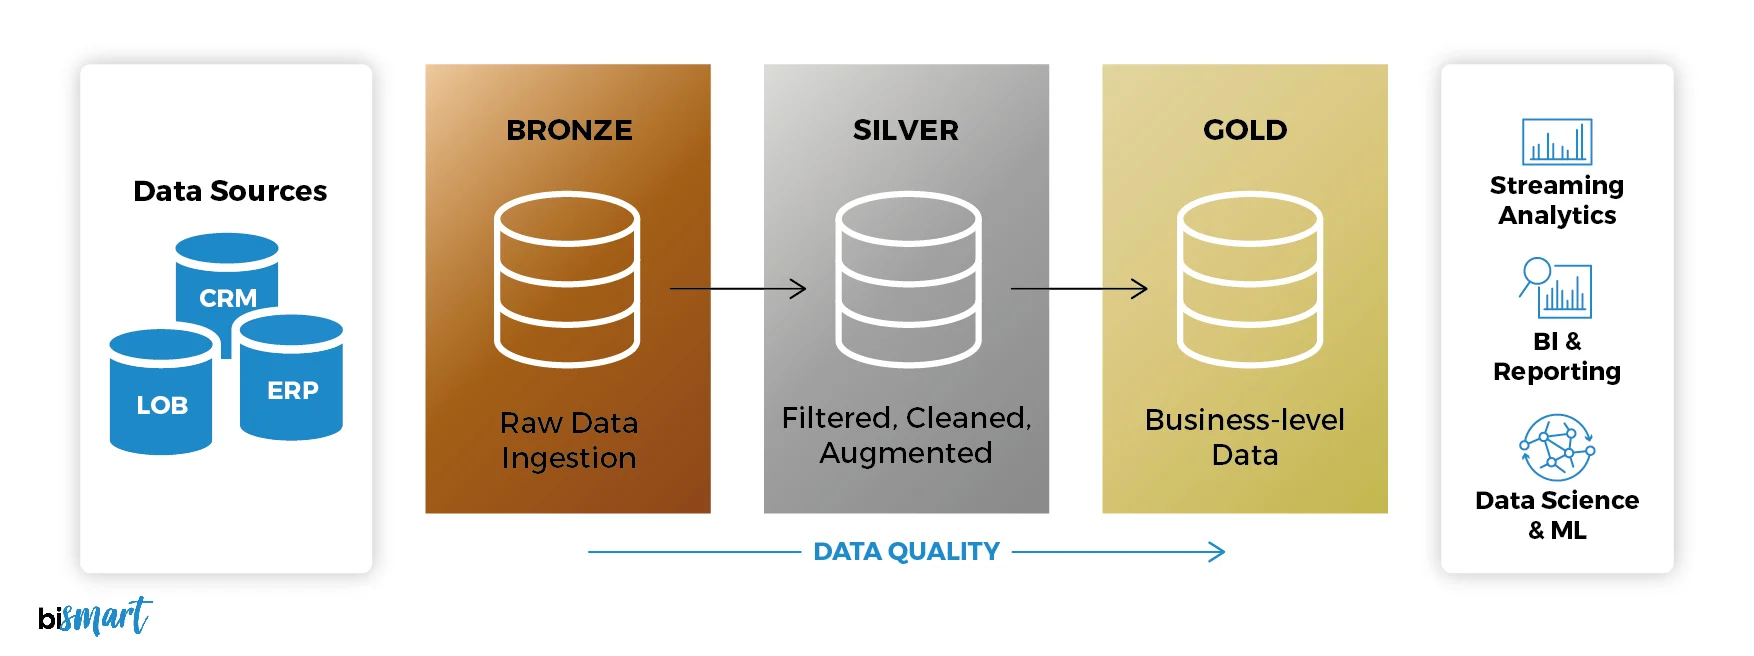 Data Sources
CRM
LOB
ERP
BRONZE
Raw Data
Ingestion
SILVER
Filtered, Cleaned,
Augmented
GOLD
Business-level
Data
DATA QUALITY
Streaming
Analytics
BI &
Reporting
Data Science
& ML
bismart